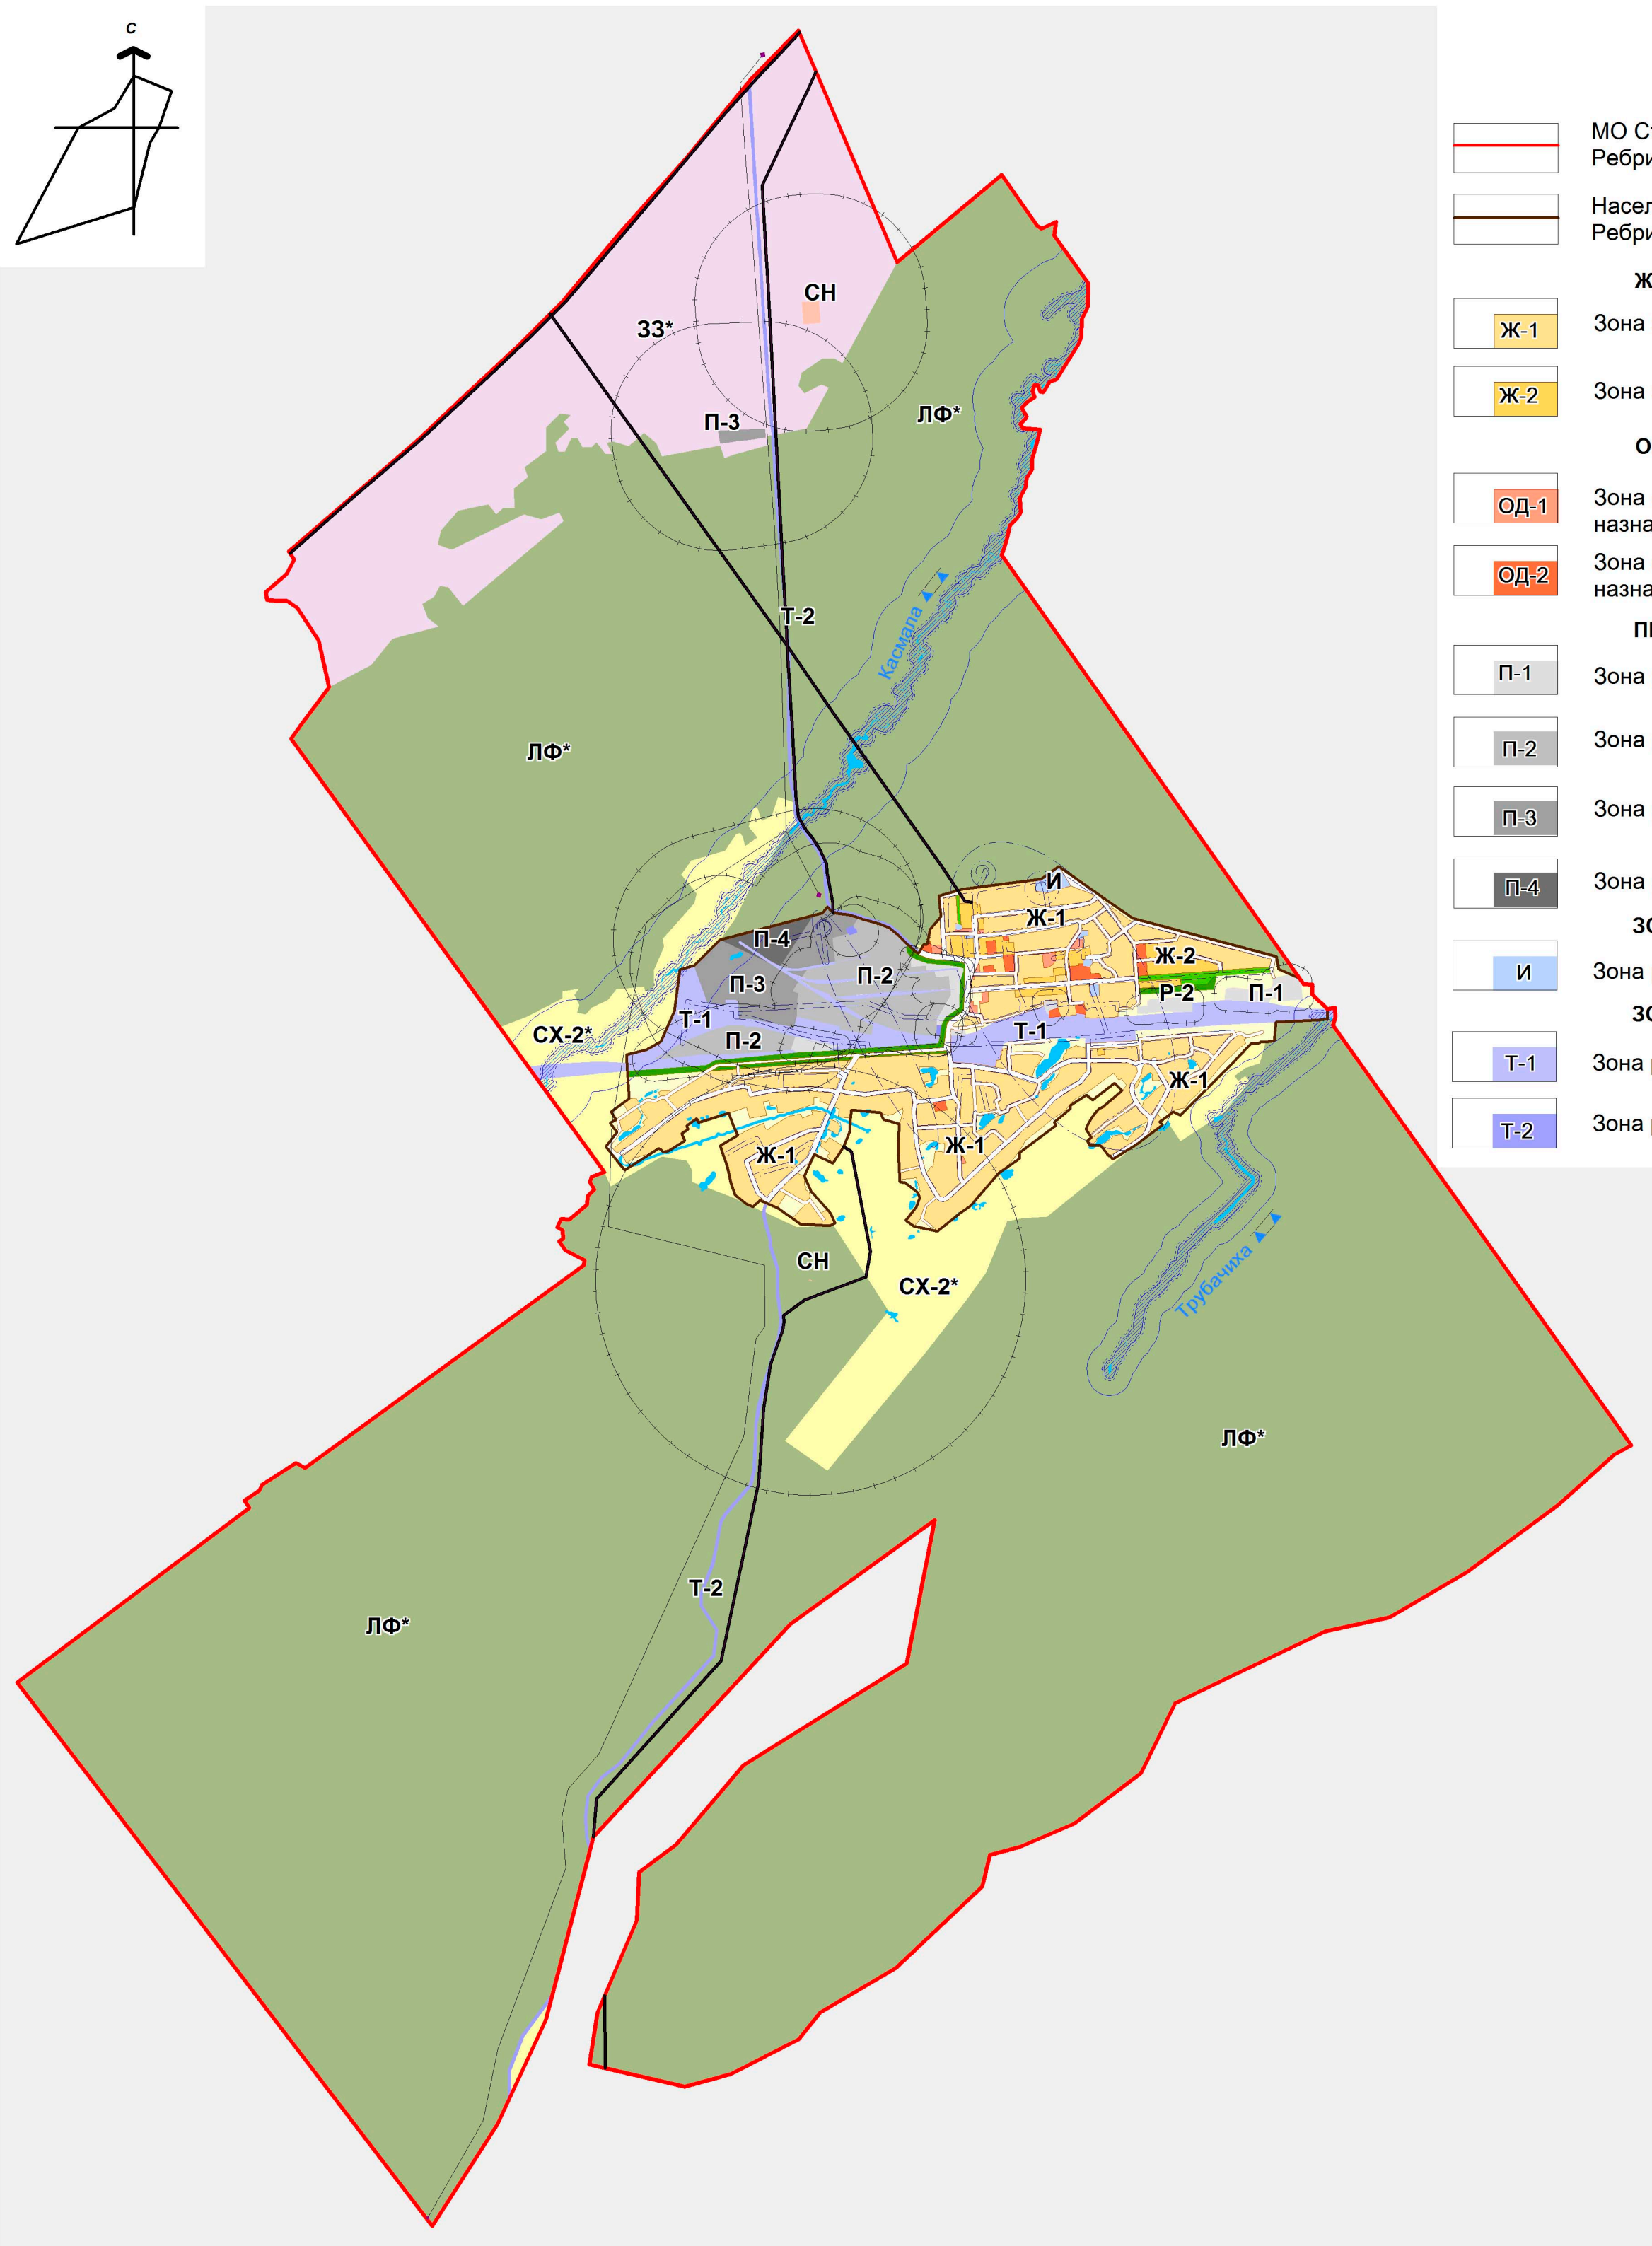 С
МО
Ребри
Насел
Ребри
Ж
Ж-1
Зона
Ж-2
Зона
О
ОД-1
Зона
назна
ОД-2
Зона
назна
П-1
Зона
П-2
Зона
П-3
Зона
П-4
Зона
ЗО
И
Зона
ЗО
Т-1
Зона
Т-2
Зона
СН
ЗЗ*
П-3
ЛФ*
Т-2
Касмала
ЛФ*
И
Ж-1
П-4
Ж-2
П-3
П-2
Р-2
П-1
Т-1
СХ-2*
П-2
Т-1
Ж-1
Ж-1
Ж-1
СН
СХ-2*
Трубачиха
ЛФ*
Т-2
ЛФ*